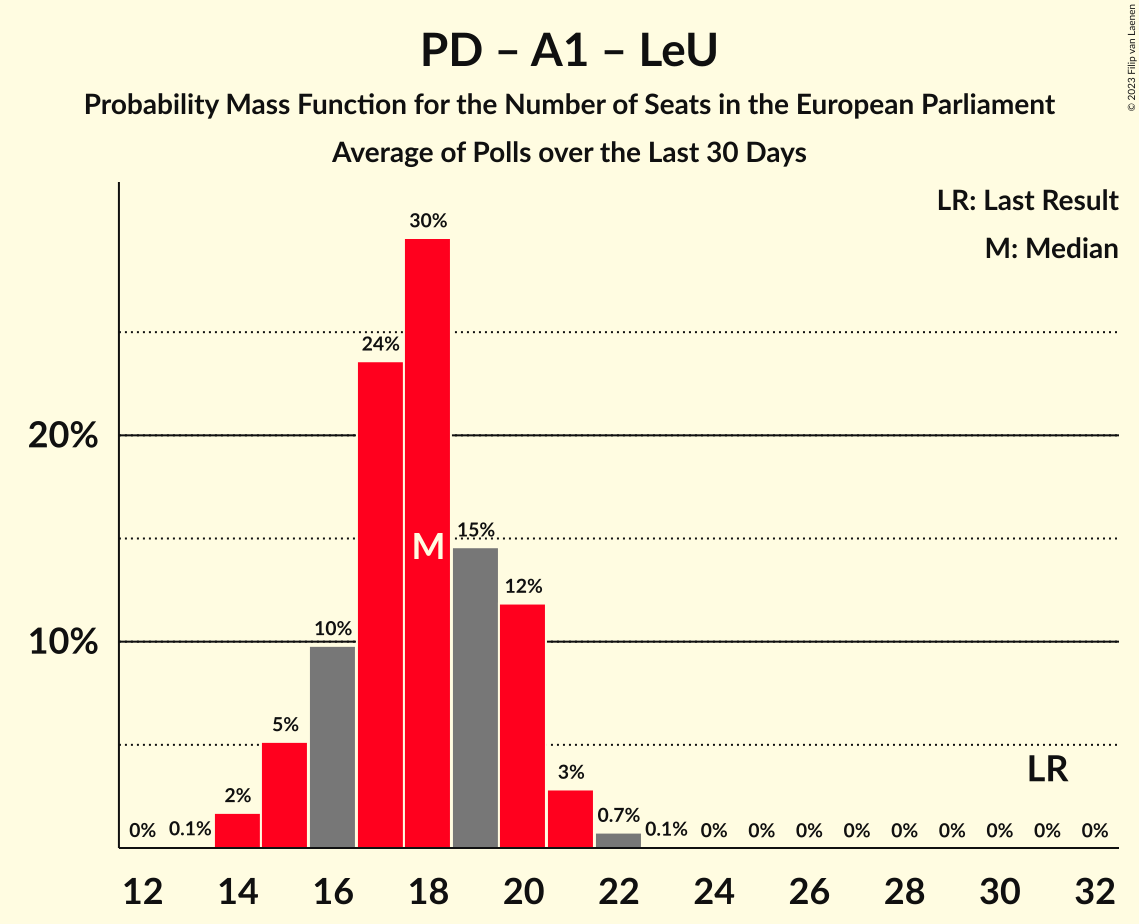 PD – A1 – LeU
Probability Mass Function for the Number of Seats in the European Parliament
Average of Polls over the Last 30 Days
© 2023 Filip van Laenen
LR: Last Result
M: Median
30%
24%
20%
15%
M
12%
10%
10%
5%
LR
3%
2%
0.7%
0% 0.1% 0.1% 0% 0% 0% 0% 0% 0% 0% 0% 0%
12 14 16 18 20 22 24 26 28 30 32